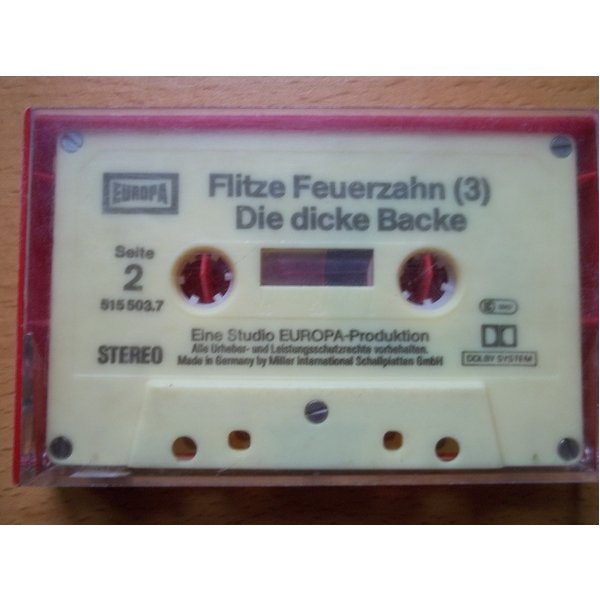 EUROPA
Flitze Feuerzahn (3)
Die dicke Backe
Seite
2
515 503.7
STEREO
Eine Studio EUROPA-Produktion
Alle Urheber- und Leistungsschutzrechte vorbehalten.
Made in Germany by Miller International Schallplatten GmbH
DOLBY SYSTEM